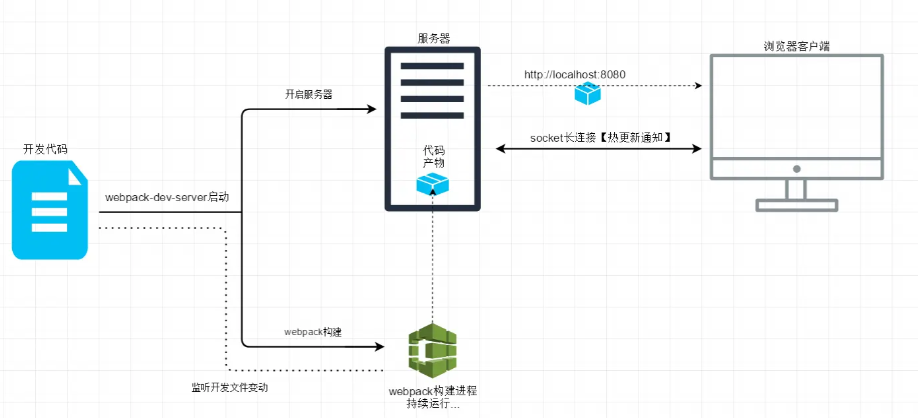 服务器
浏览器客户端
http://localhost:8080
开启服务器
socket长连接【热更新通知】
开发代码
代码
产物
webpack-dev-server启动
webpack构建
监听开发文件变动
webpack构建进程
持续运行...